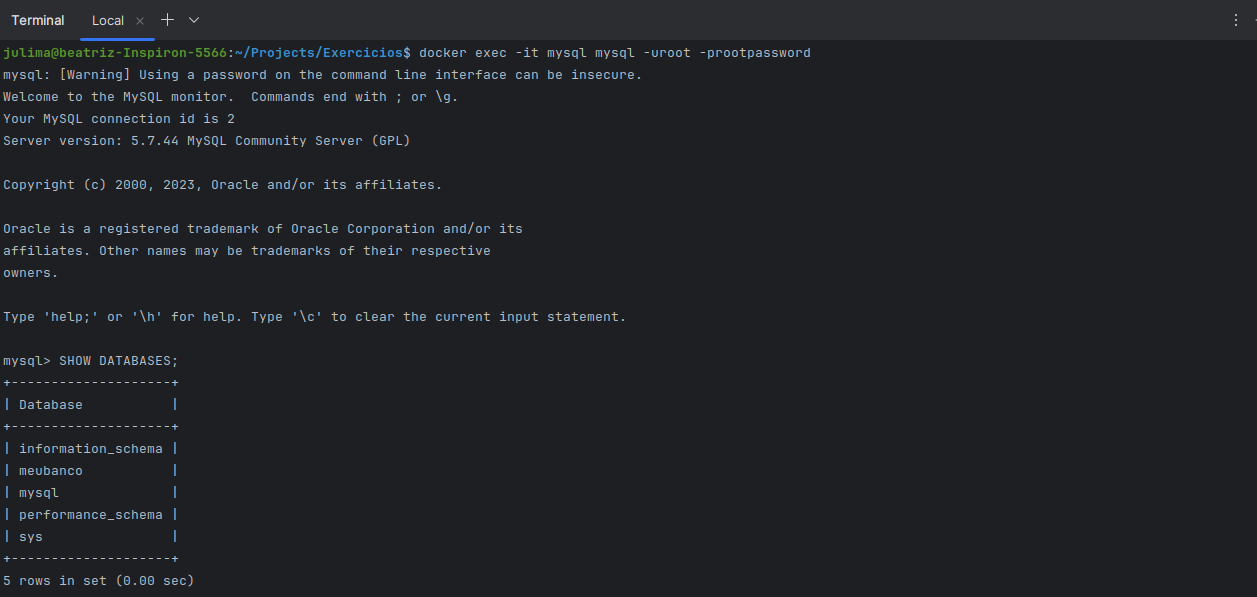 Terminal Local × + ⌄ ⋮
julima@beatriz-Inspiron-5566:~/Projects/Exercicios$ docker exec -it mysql mysql -uroot -prootpassword
mysql: [Warning] Using a password on the command line interface can be insecure.
Welcome to the MySQL monitor.  Commands end with ; or \g.
Your MySQL connection id is 2
Server version: 5.7.44 MySQL Community Server (GPL)

Copyright (c) 2000, 2023, Oracle and/or its affiliates.

Oracle is a registered trademark of Oracle Corporation and/or its
affiliates. Other names may be trademarks of their respective
owners.

Type 'help;' or '\h' for help. Type '\c' to clear the current input statement.

mysql> SHOW DATABASES;
+--------------------+
| Database           |
+--------------------+
| information_schema |
| meubanco           |
| mysql              |
| performance_schema |
| sys                |
+--------------------+
5 rows in set (0.00 sec)